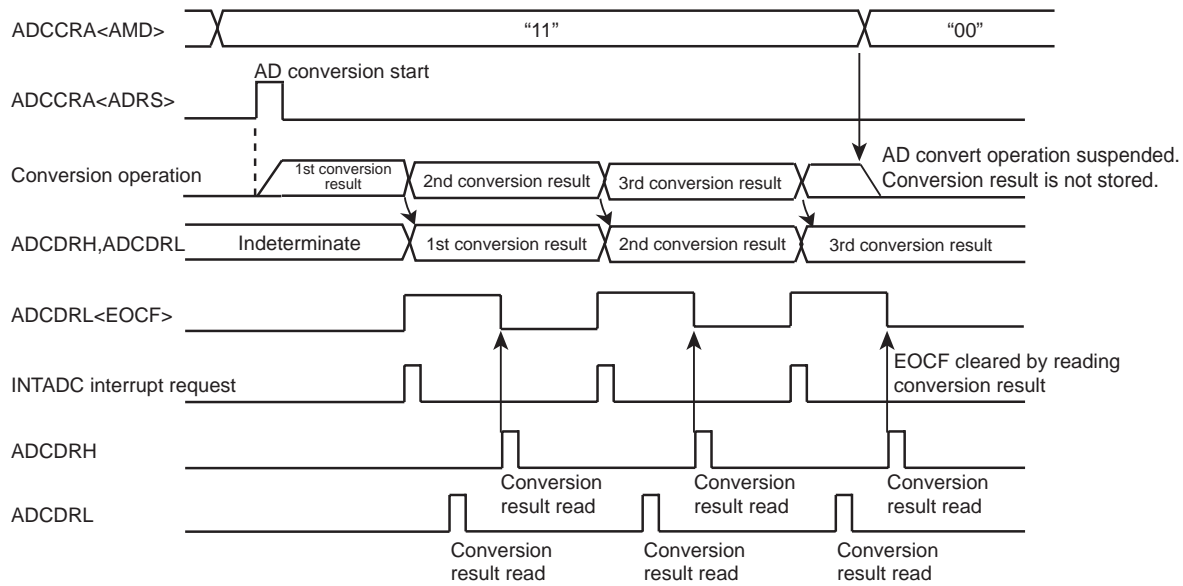 ADCCRA<AMD>
“11”
“00”
AD conversion start
ADCCRA<ADRS>
Conversion operation
1st conversion
result
2nd conversion result
3rd conversion result
AD convert operation suspended.
Conversion result is not stored.
ADCDRH,ADCDRL
Indeterminate
1st conversion result
2nd conversion result
3rd conversion result
ADCDRL<EOCF>
EOCF cleared by reading
conversion result
INTADC interrupt request
ADCDRH
Conversion
result read
Conversion
result read
Conversion
result read
ADCDRL
Conversion
result read
Conversion
result read
Conversion
result read